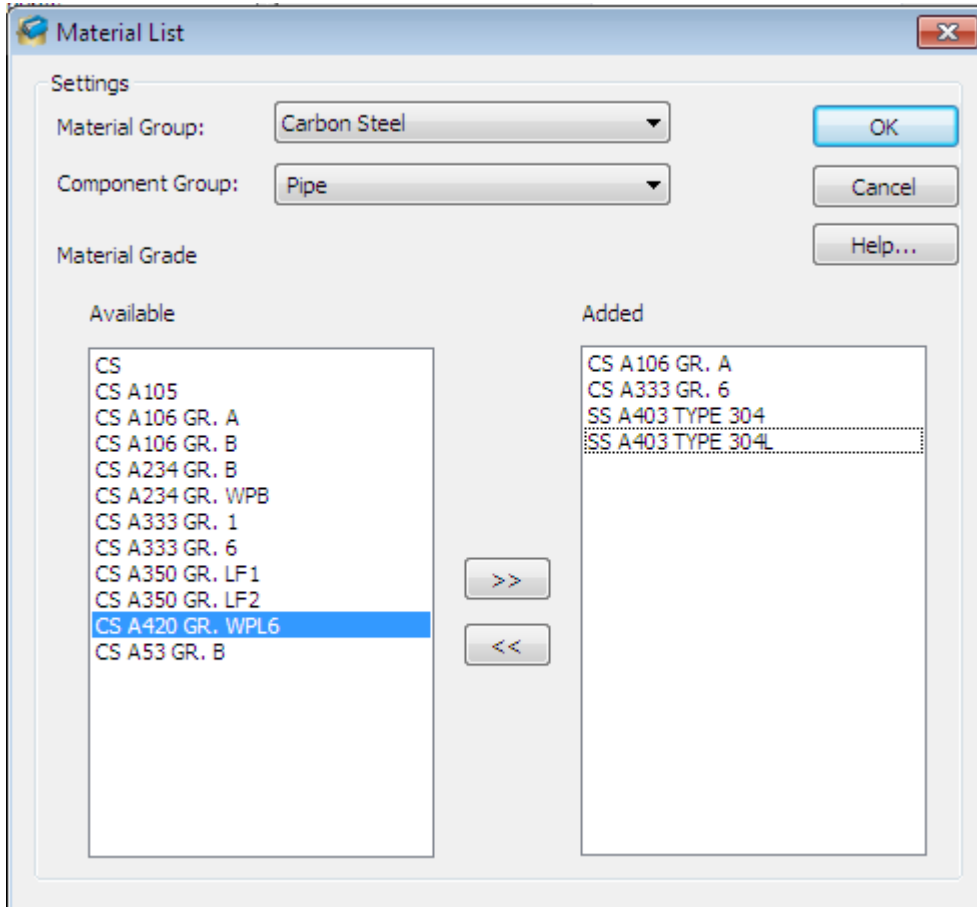 Material List
Settings
Material Group:
Carbon Steel
OK
Component Group:
Pipe
Cancel
Help...
Material Grade
Available
Added
CS
CS A105
CS A106 GR. A
CS A106 GR. B
CS A234 GR. B
CS A234 GR. WPB
CS A333 GR. 1
CS A333 GR. 6
CS A350 GR. LF1
CS A350 GR. LF2
CS A420 GR. WPL6
CS A53 GR. B
>>
<<
CS A106 GR. A
CS A333 GR. 6
SS A403 TYPE 304
SS A403 TYPE 304L